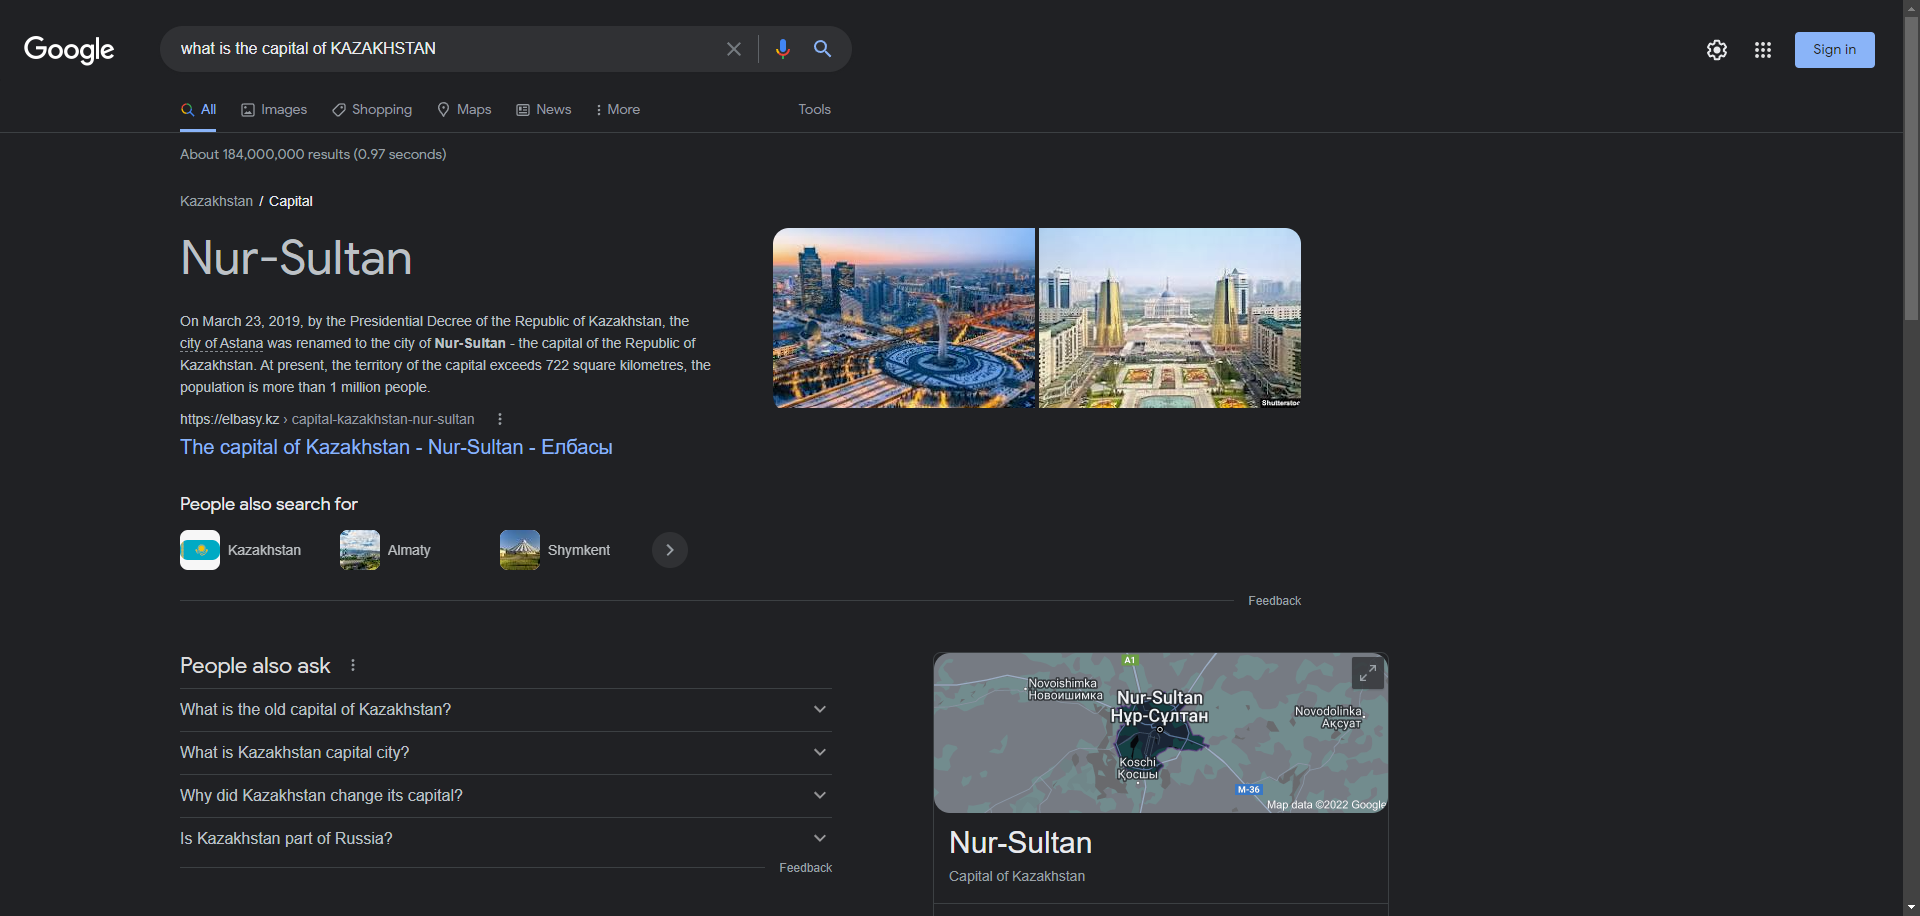 Google
what is the capital of KAZAKHSTAN
Sign in
All
Images
Shopping
Maps
News
More
Tools
About 184,000,000 results (0.97 seconds)
Kazakhstan / Capital
Nur-Sultan
On March 23, 2019, by the Presidential Decree of the Republic of Kazakhstan, the
city of Astana was renamed to the city of Nur-Sultan - the capital of the Republic of
Kazakhstan. At present, the territory of the capital exceeds 722 square kilometres, the
population is more than 1 million people.
https://elbasy.kz › capital-kazakhstan-nur-sultan
The capital of Kazakhstan - Nur-Sultan - Елбасы
Shutterstoc
People also search for
Kazakhstan
Almaty
Shymkent
Feedback
People also ask
What is the old capital of Kazakhstan?
What is Kazakhstan capital city?
Why did Kazakhstan change its capital?
Is Kazakhstan part of Russia?
Feedback
A1
Novoishimka
Новоишимка
Nur-Sultan
Нұр-Сұлтан
Novodolinka
Ақсуат
Koschi
Қосшы
M-36
Map data ©2022 Google
Nur-Sultan
Capital of Kazakhstan